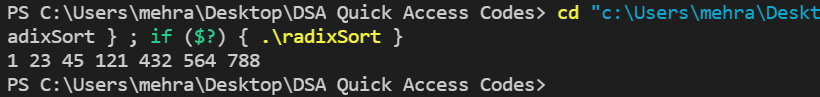 PS C:\Users\mehra\Desktop\DSA Quick Access Codes> cd "c:\Users\mehra\Deskt
adixSort } ; if ($?) { .\radixSort }
1 23 45 121 432 564 788
PS C:\Users\mehra\Desktop\DSA Quick Access Codes>